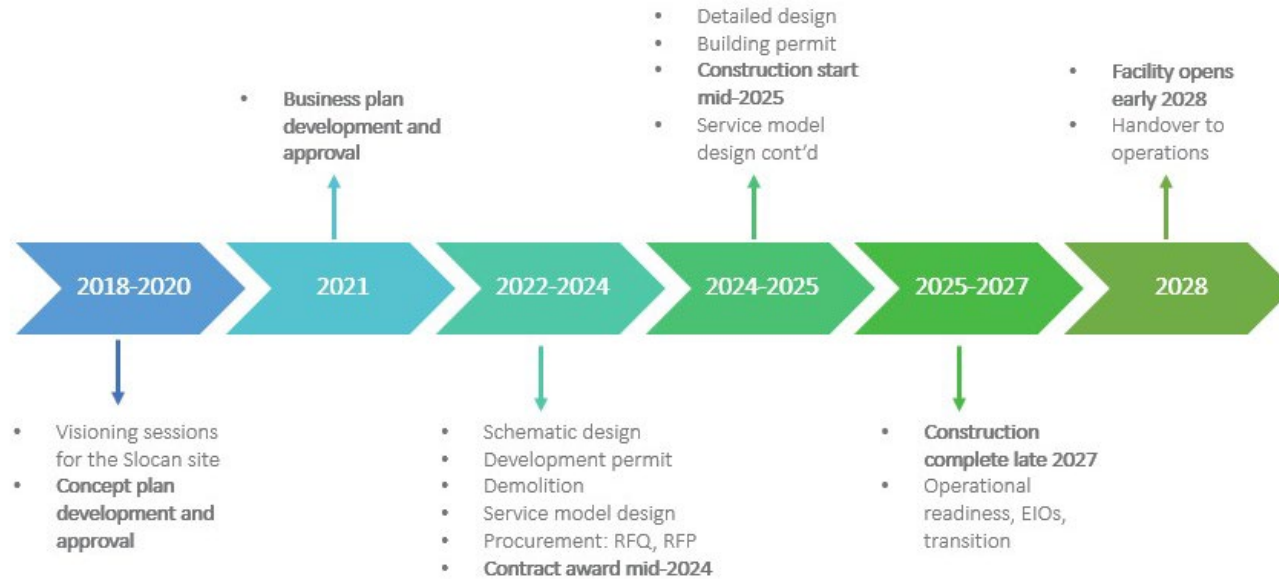 • Detailed design
• Building permit
• Construction start
mid-2025
• Service model
design cont’d
• Business plan
development and
approval
• Facility opens
early 2028
• Handover to
operations
2018-2020
2021
2022-2024
2024-2025
2025-2027
2028
• Visioning sessions
for the Slocan site
• Concept plan
development and
approval
• Schematic design
• Development permit
• Demolition
• Service model design
• Procurement: RFQ, RFP
• Contract award mid-2024
• Construction
complete late 2027
• Operational
readiness, EIOs,
transition